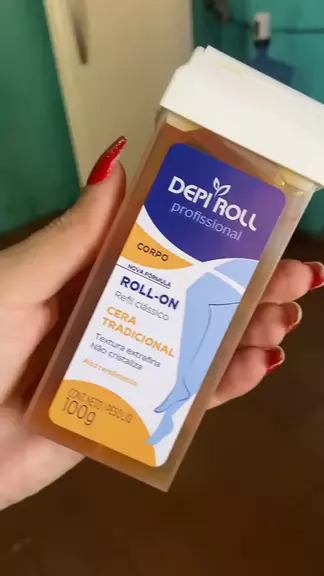 DEPI ROLL
profissional
CORPO
NOVA FÓRMULA
ROLL-ON
Refil clássico
CERA
TRADICIONAL
Textura extrafina
Não cristaliza
Alto rendimento
CONT.NETO / PESO LIQ
100g